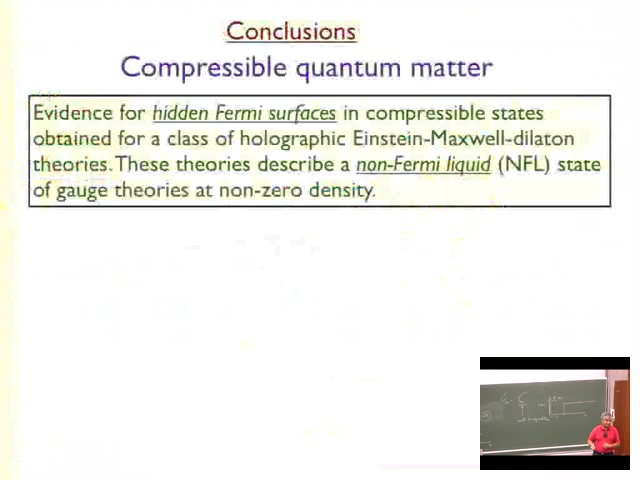 Conclusions
Compressible quantum matter
Evidence for hidden Fermi surfaces in compressible states
obtained for a class of holographic Einstein-Maxwell-dilaton
theories. These theories describe a non-Fermi liquid (NFL) state
of gauge theories at non-zero density.